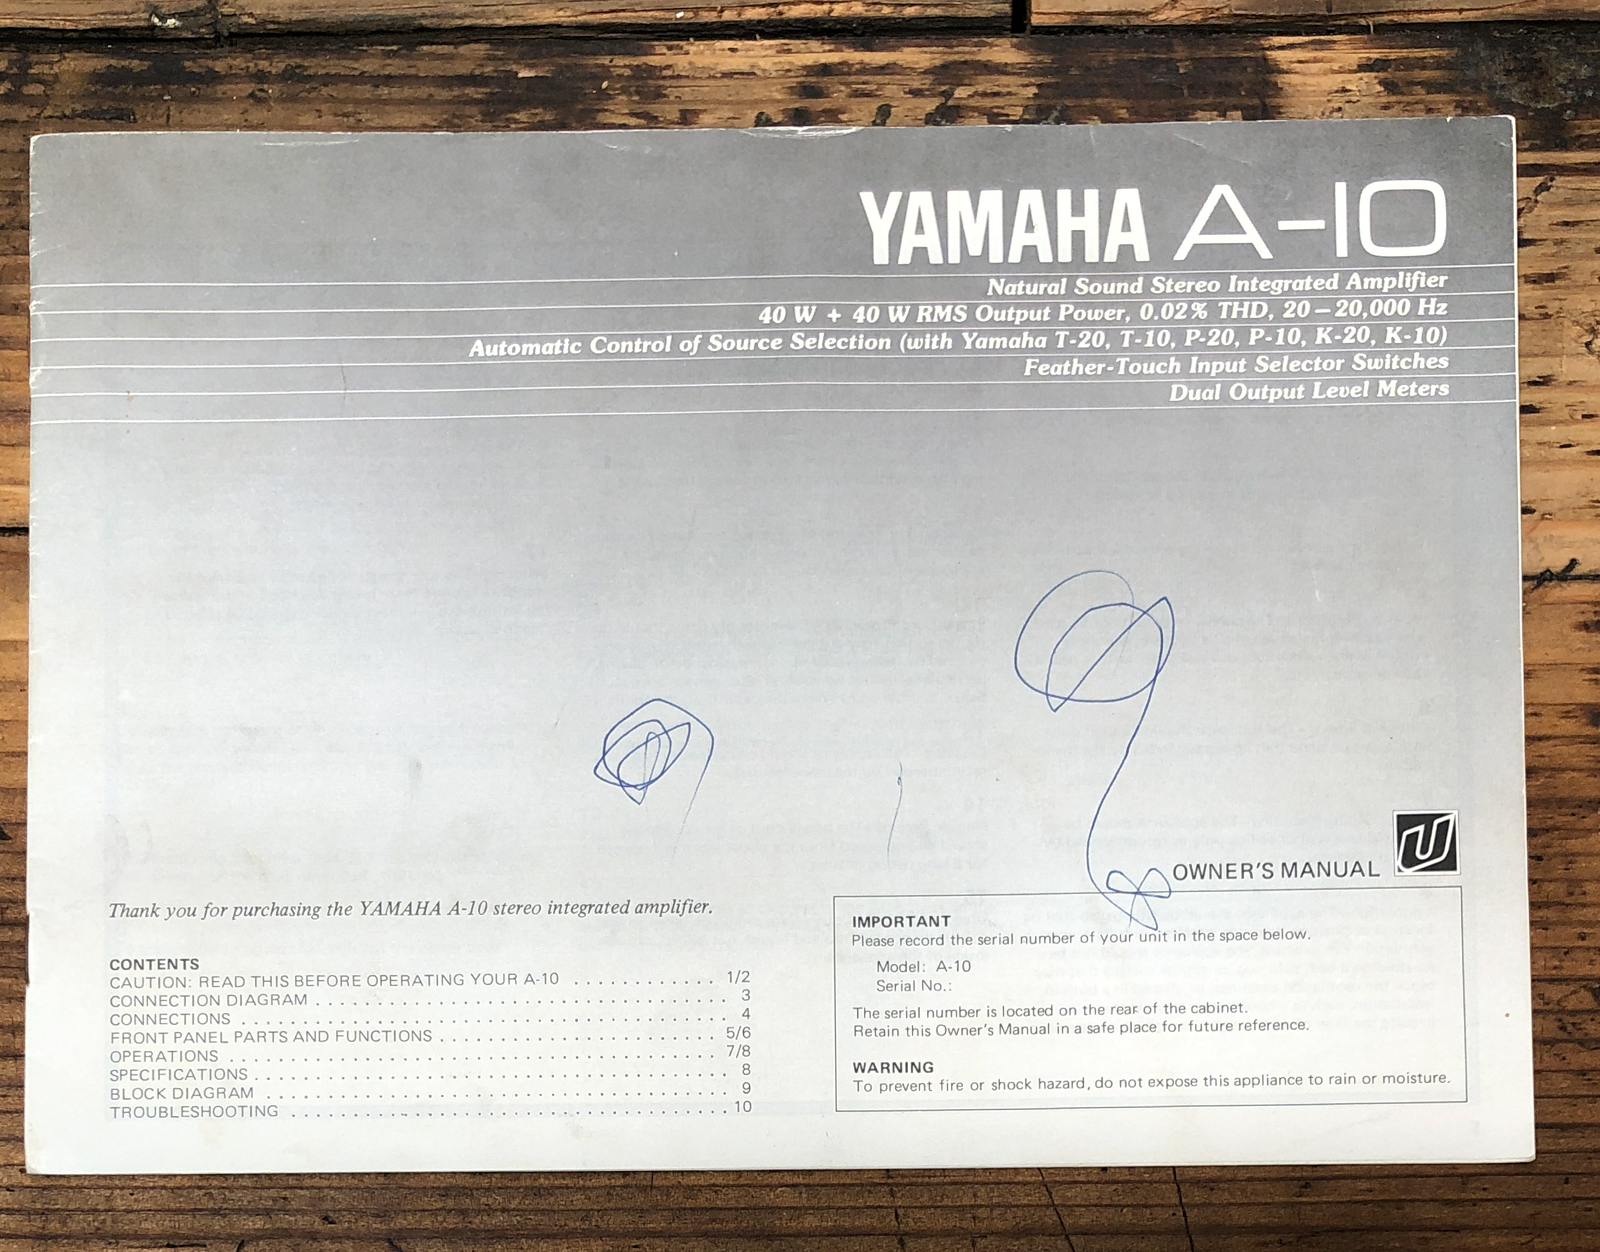 YAMAHA A-10
Natural Sound Stereo Integrated Amplifier
40 W + 40 W RMS Output Power, 0.02% THD, 20–20,000 Hz
Automatic Control of Source Selection (with Yamaha T-20, T-10, P-20, P-10, K-20, K-10)
Feather-Touch Input Selector Switches
Dual Output Level Meters
OWNER'S MANUAL
U
Thank you for purchasing the YAMAHA A-10 stereo integrated amplifier.
CONTENTS
CAUTION: READ THIS BEFORE OPERATING YOUR A-10 . . . . . . . . . . . . 1/2
CONNECTION DIAGRAM . . . . . . . . . . . . . . . . . . . . . . . . . . . . . . . . . . . . 3
CONNECTIONS . . . . . . . . . . . . . . . . . . . . . . . . . . . . . . . . . . . . . . . . . . 4
FRONT PANEL PARTS AND FUNCTIONS . . . . . . . . . . . . . . . . . . . . . . . . 5/6
OPERATIONS . . . . . . . . . . . . . . . . . . . . . . . . . . . . . . . . . . . . . . . . . . 7/8
SPECIFICATIONS . . . . . . . . . . . . . . . . . . . . . . . . . . . . . . . . . . . . . . . . . 8
BLOCK DIAGRAM . . . . . . . . . . . . . . . . . . . . . . . . . . . . . . . . . . . . . . . . 9
TROUBLESHOOTING . . . . . . . . . . . . . . . . . . . . . . . . . . . . . . . . . . . . . . 10
IMPORTANT
Please record the serial number of your unit in the space below.
Model: A-10
Serial No.:
The serial number is located on the rear of the cabinet.
Retain this Owner's Manual in a safe place for future reference.
WARNING
To prevent fire or shock hazard, do not expose this appliance to rain or moisture.